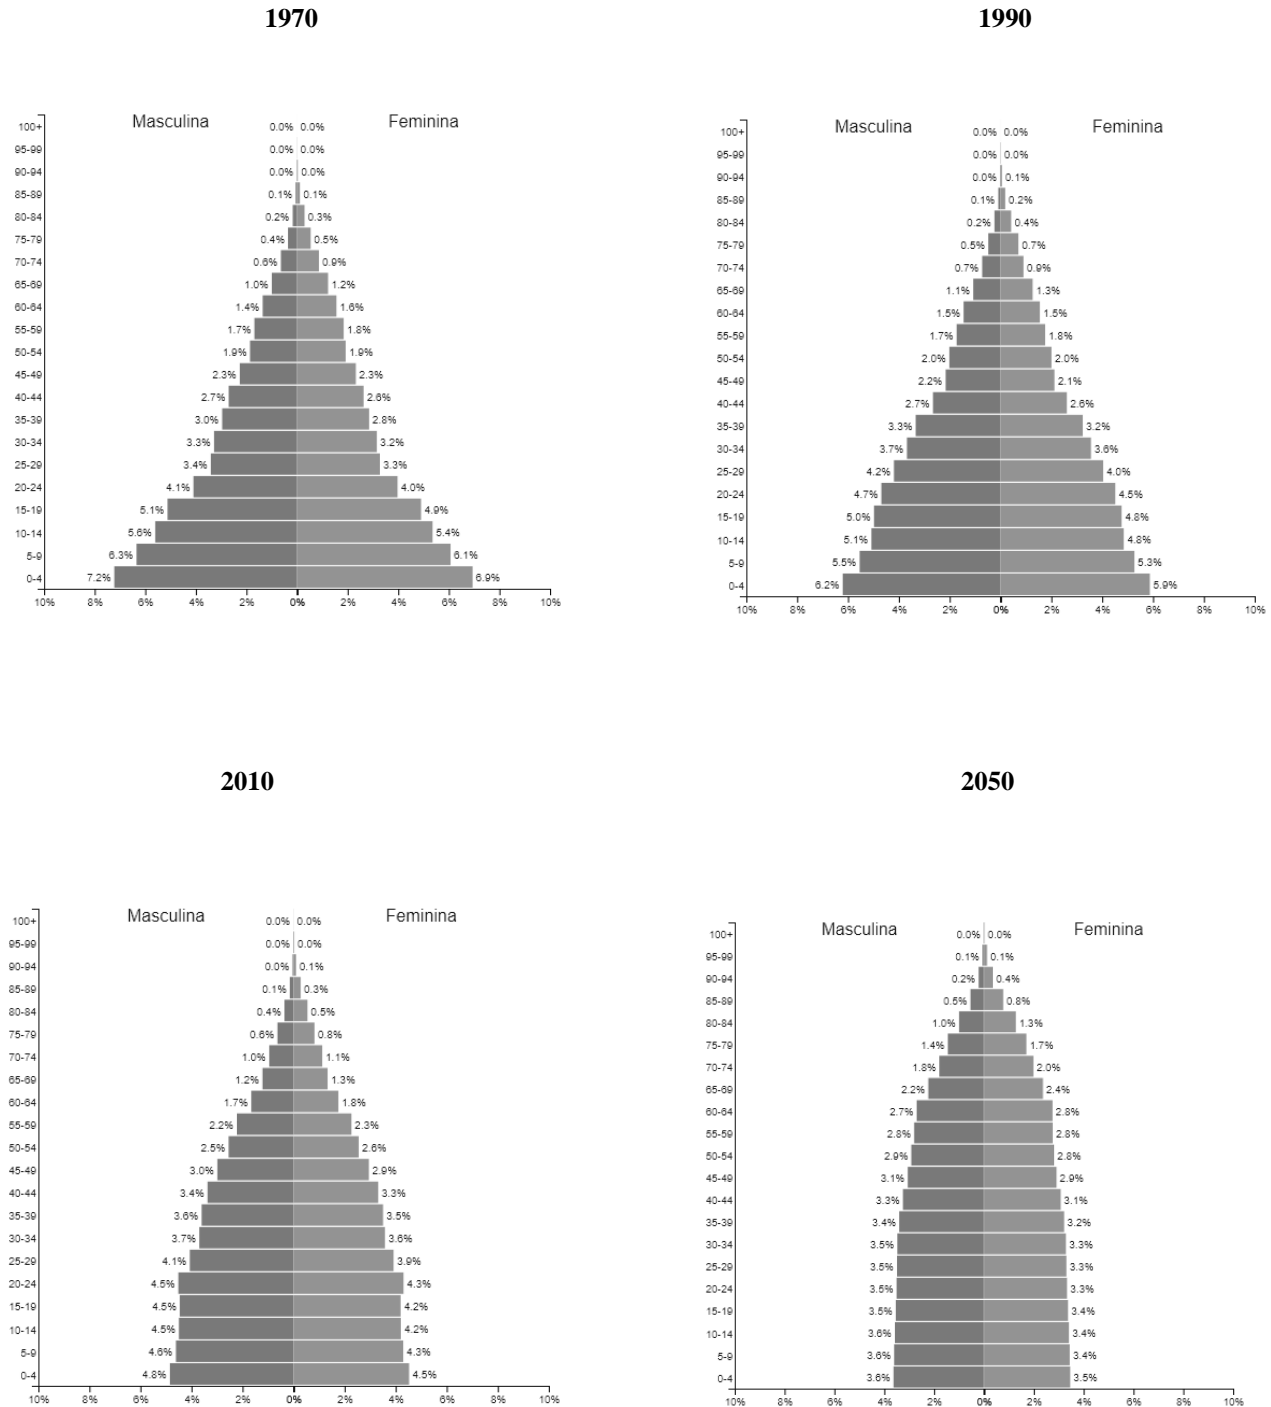 1970
Masculina Feminina
100+ 0.0% 0.0%
95-99 0.0% 0.0%
90-94 0.0% 0.0%
85-89 0.1% 0.1%
80-84 0.2% 0.3%
75-79 0.4% 0.5%
70-74 0.6% 0.9%
65-69 1.0% 1.2%
60-64 1.4% 1.6%
55-59 1.7% 1.8%
50-54 1.9% 1.9%
45-49 2.3% 2.3%
40-44 2.7% 2.6%
35-39 3.0% 2.8%
30-34 3.3% 3.2%
25-29 3.4% 3.3%
20-24 4.1% 4.0%
15-19 5.1% 4.9%
10-14 5.6% 5.4%
5-9 6.3% 6.1%
0-4 7.2% 6.9%
10% 8% 6% 4% 2% 0% 2% 4% 6% 8% 10%
1990
Masculina Feminina
100+ 0.0% 0.0%
95-99 0.0% 0.0%
90-94 0.0% 0.1%
85-89 0.1% 0.2%
80-84 0.2% 0.4%
75-79 0.5% 0.7%
70-74 0.7% 0.9%
65-69 1.1% 1.3%
60-64 1.5% 1.5%
55-59 1.7% 1.8%
50-54 2.0% 2.0%
45-49 2.2% 2.1%
40-44 2.7% 2.6%
35-39 3.3% 3.2%
30-34 3.7% 3.6%
25-29 4.2% 4.0%
20-24 4.7% 4.5%
15-19 5.0% 4.8%
10-14 5.1% 4.8%
5-9 5.5% 5.3%
0-4 6.2% 5.9%
10% 8% 6% 4% 2% 0% 2% 4% 6% 8% 10%
2010
Masculina Feminina
100+ 0.0% 0.0%
95-99 0.0% 0.0%
90-94 0.0% 0.1%
85-89 0.1% 0.3%
80-84 0.4% 0.5%
75-79 0.6% 0.8%
70-74 1.0% 1.1%
65-69 1.2% 1.3%
60-64 1.7% 1.8%
55-59 2.2% 2.3%
50-54 2.5% 2.6%
45-49 3.0% 2.9%
40-44 3.4% 3.3%
35-39 3.6% 3.5%
30-34 3.7% 3.6%
25-29 4.1% 3.9%
20-24 4.5% 4.3%
15-19 4.5% 4.2%
10-14 4.5% 4.2%
5-9 4.6% 4.3%
0-4 4.8% 4.5%
10% 8% 6% 4% 2% 0% 2% 4% 6% 8% 10%
2050
Masculina Feminina
100+ 0.0% 0.0%
95-99 0.1% 0.1%
90-94 0.2% 0.4%
85-89 0.5% 0.8%
80-84 1.0% 1.3%
75-79 1.4% 1.7%
70-74 1.8% 2.0%
65-69 2.2% 2.4%
60-64 2.7% 2.8%
55-59 2.8% 2.8%
50-54 2.9% 2.8%
45-49 3.1% 2.9%
40-44 3.3% 3.1%
35-39 3.4% 3.2%
30-34 3.5% 3.3%
25-29 3.5% 3.3%
20-24 3.5% 3.3%
15-19 3.5% 3.4%
10-14 3.6% 3.4%
5-9 3.6% 3.4%
0-4 3.6% 3.5%
10% 8% 6% 4% 2% 0% 2% 4% 6% 8% 10%